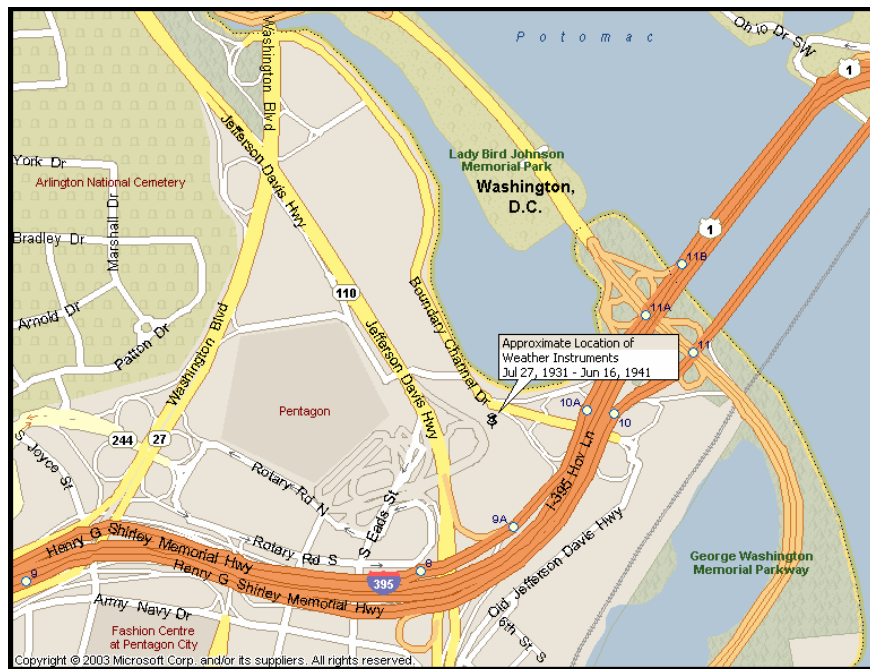 Ohio Dr SW
Potomac
1
Washington Blvd
Washington Blvd
Jefferson Davis Hwy
Lady Bird Johnson
Memorial Park
Washington,
D.C.
York Dr
Arlington National Cemetery
Marshall Dr
Bradley Dr
1
11B
Boundary Channel Dr
110
11A
Arnold Dr
Patton Dr
Washington Blvd
Jefferson Davis Hwy
Approximate Location of
Weather Instruments
Jul 27, 1931 - Jun 16, 1941
11
Pentagon
10A
10
244
27
S Joyce St
I-395 Hov Ln
Rotary Rd N
S Eads St
9A
Old Jefferson Davis Hwy
Henry G Shirley Memorial Hwy
Rotary Rd S
8
George Washington
Memorial Parkway
9
Henry G Shirley Memorial Hwy
395
Army Navy Dr
6th St S
Fashion Centre
at Pentagon City
Copyright © 2003 Microsoft Corp. and/or its suppliers. All rights reserved.